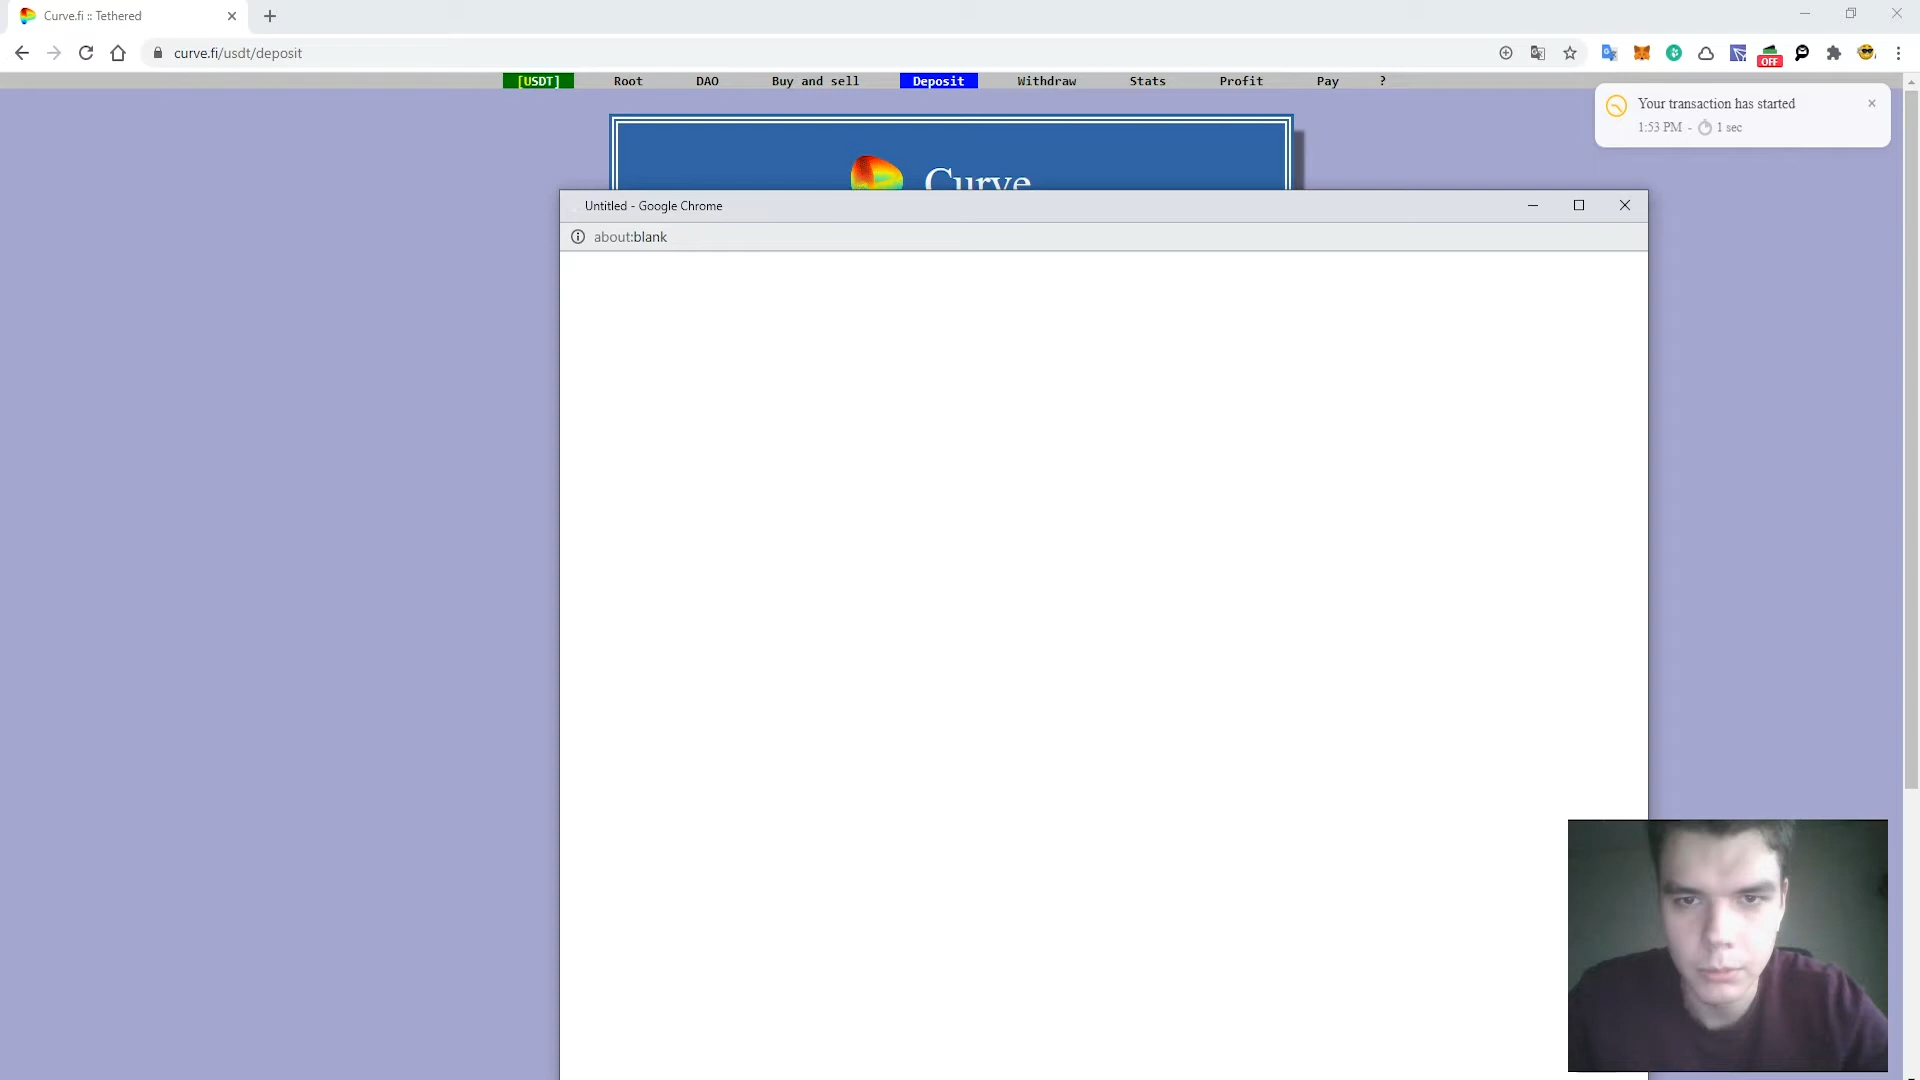 Curve.fi :: Tethered
curve.fi/usdt/deposit
OFF
[USDT] Root DAO Buy and sell Deposit Withdraw Stats Profit Pay ?
Your transaction has started
1:53 PM - 1 sec
Curve
Untitled - Google Chrome
about:blank